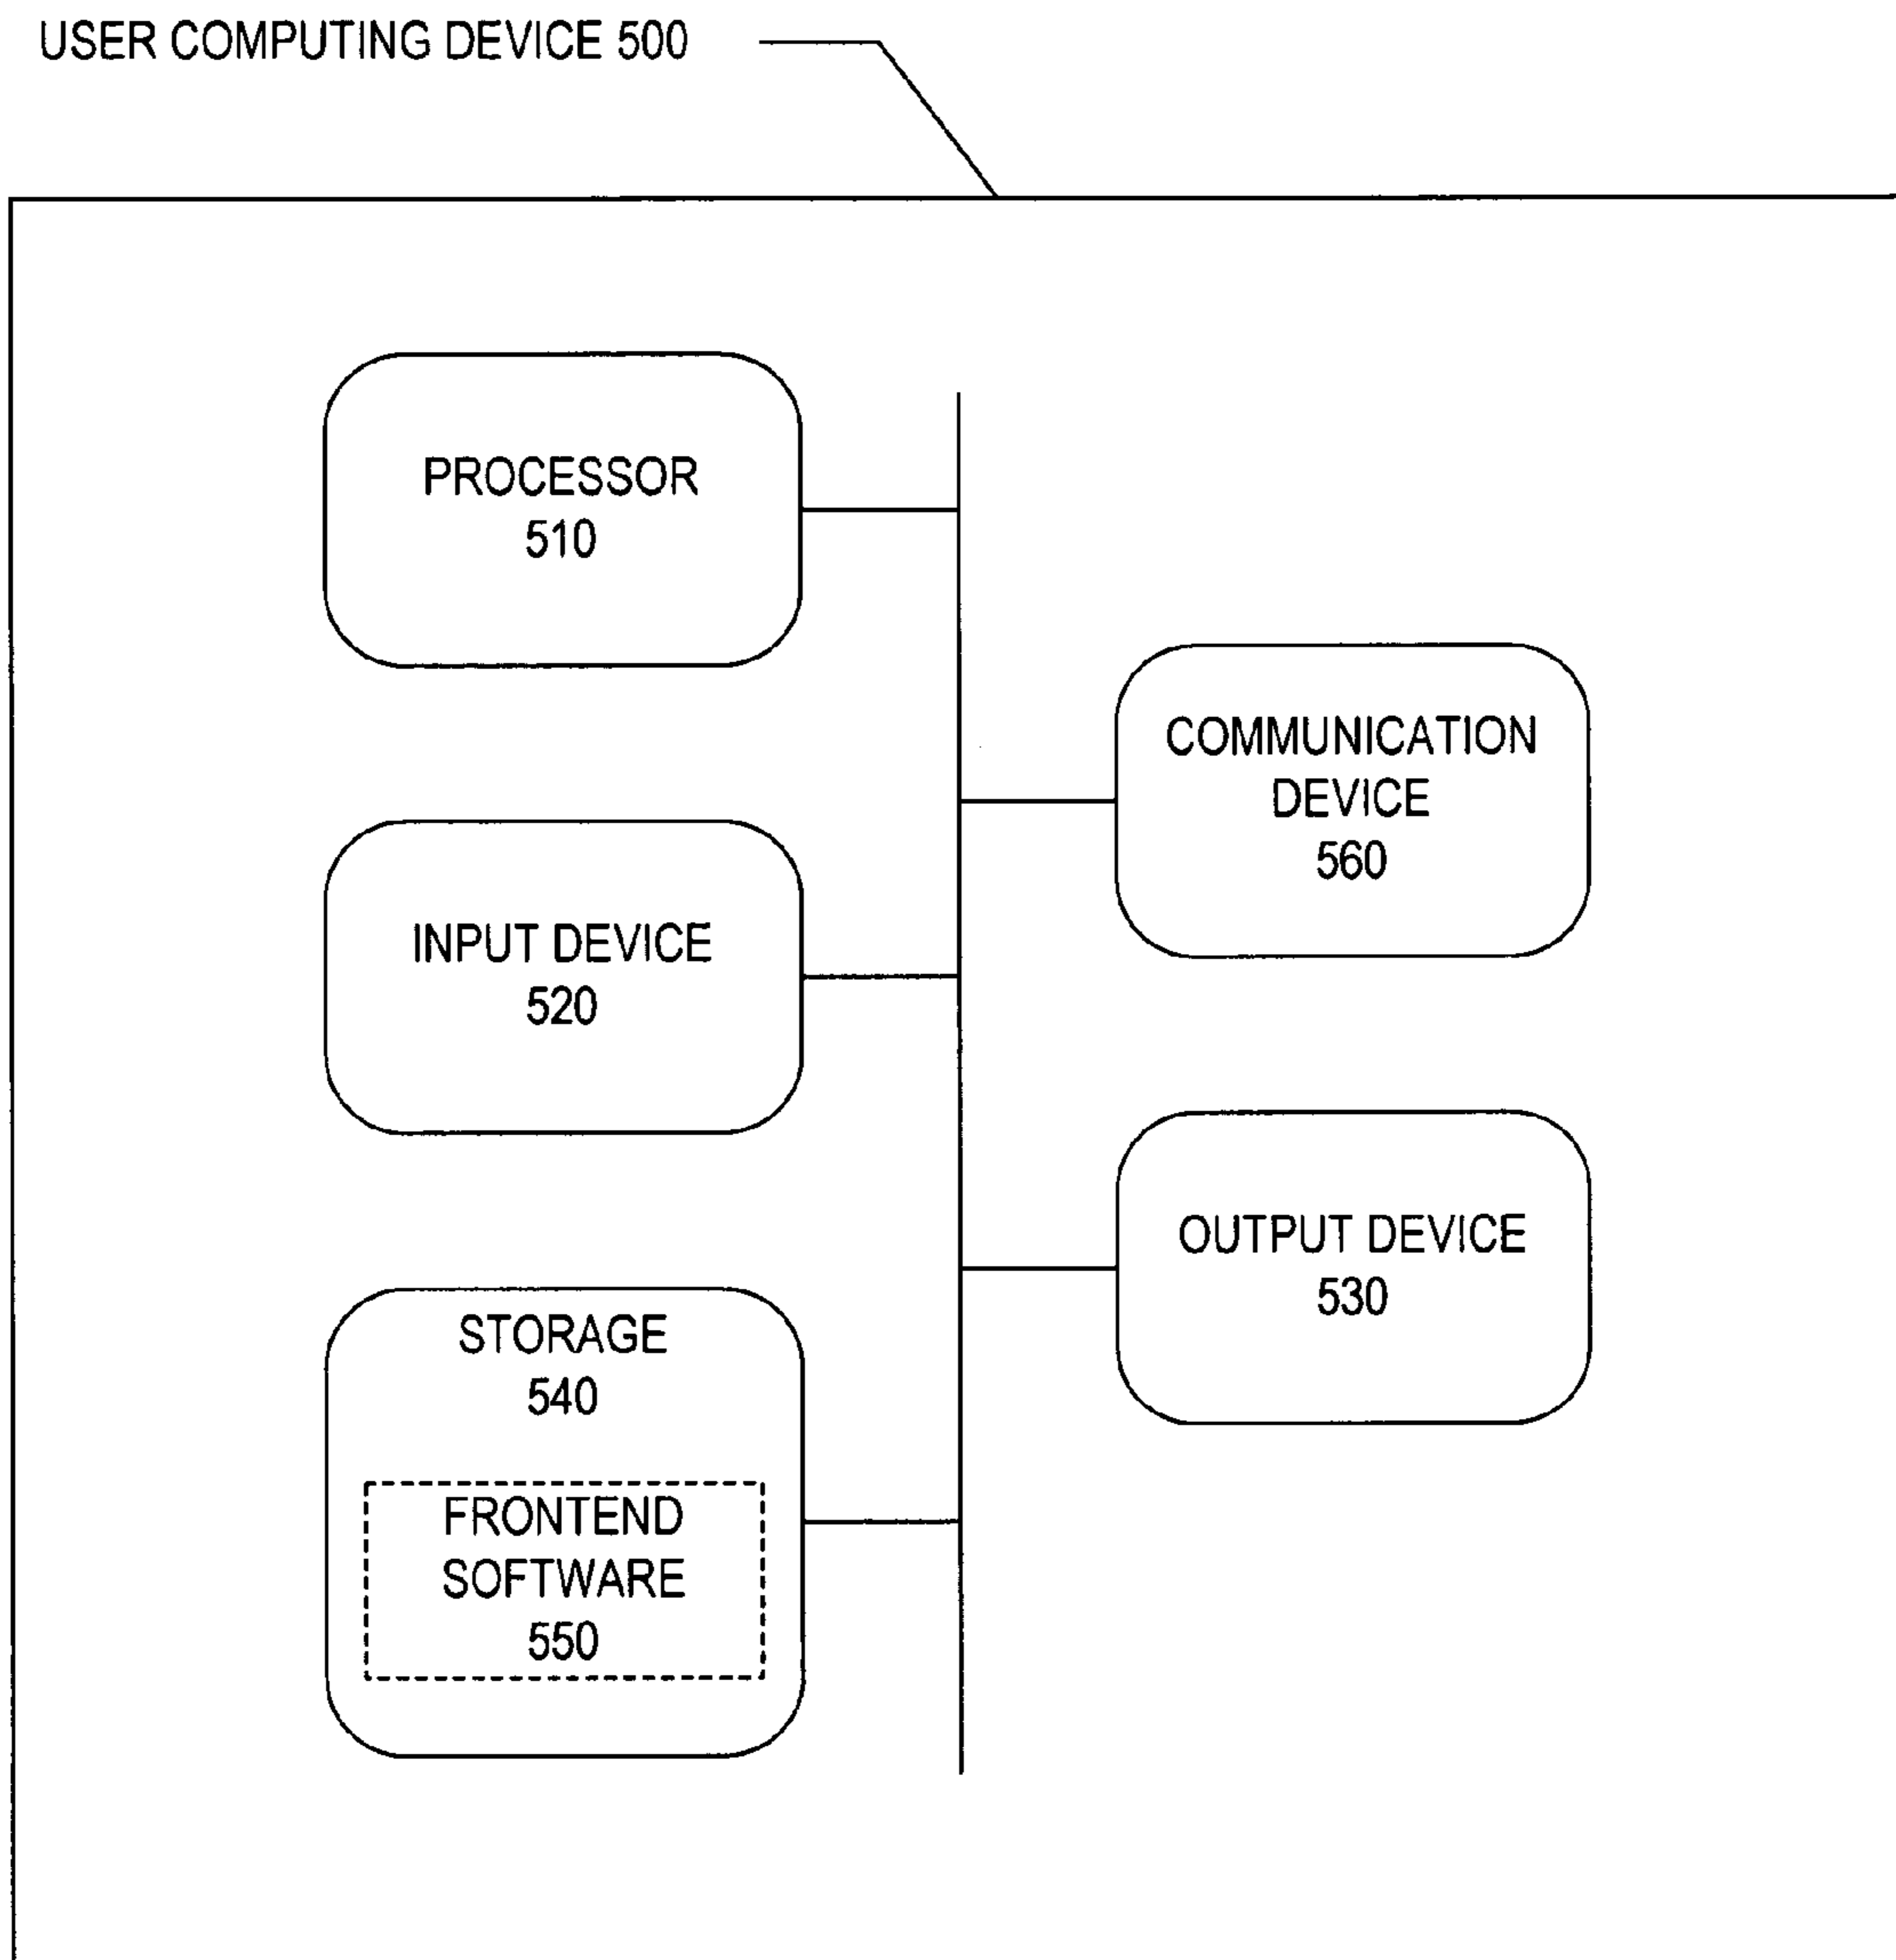 USER COMPUTING DEVICE 500
PROCESSOR
510
COMMUNICATION
DEVICE
560
INPUT DEVICE
520
OUTPUT DEVICE
530
STORAGE
540
FRONTEND
SOFTWARE
550